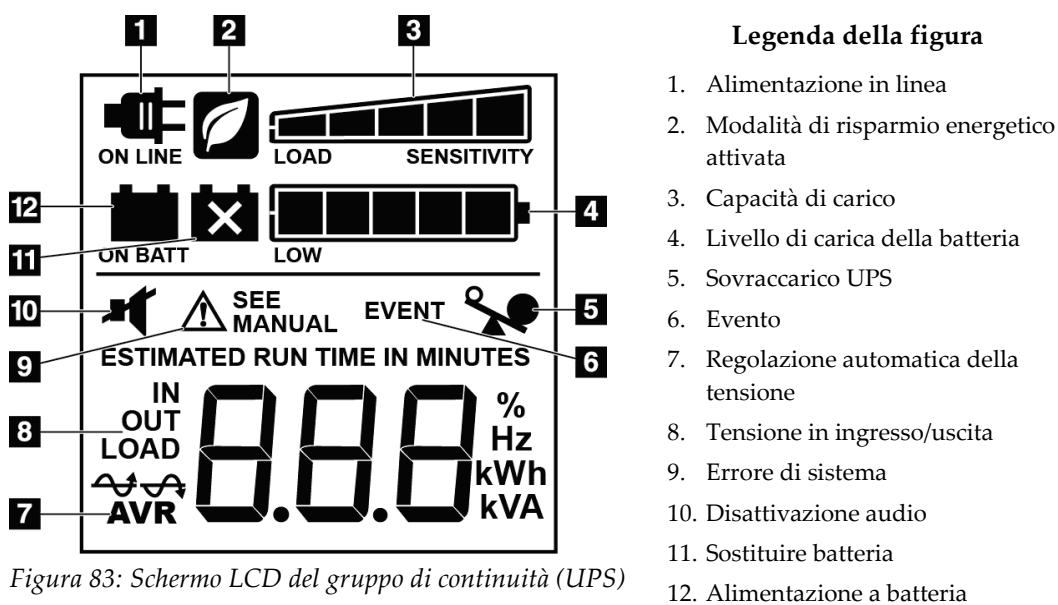 1 2 3
ON LINE LOAD SENSITIVITY
12 4
11 ON BATT LOW
10 SEE MANUAL EVENT 5
9 ESTIMATED RUN TIME IN MINUTES 6
IN
8 OUT
LOAD
7 AVR
8.8.8
%
Hz
kWh
kVA
Figura 83: Schermo LCD del gruppo di continuità (UPS)
Legenda della figura
1. Alimentazione in linea
2. Modalità di risparmio energetico
attivata
3. Capacità di carico
4. Livello di carica della batteria
5. Sovraccarico UPS
6. Evento
7. Regolazione automatica della
tensione
8. Tensione in ingresso/uscita
9. Errore di sistema
10. Disattivazione audio
11. Sostituire batteria
12. Alimentazione a batteria